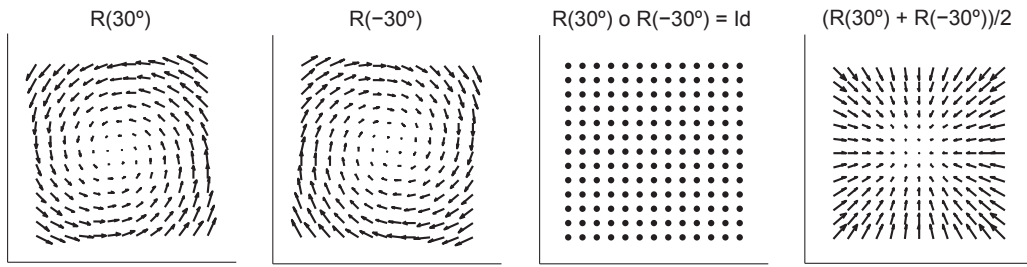 R(30º)
R(−30º)
R(30º) o R(−30º) = Id
(R(30º) + R(−30º))/2